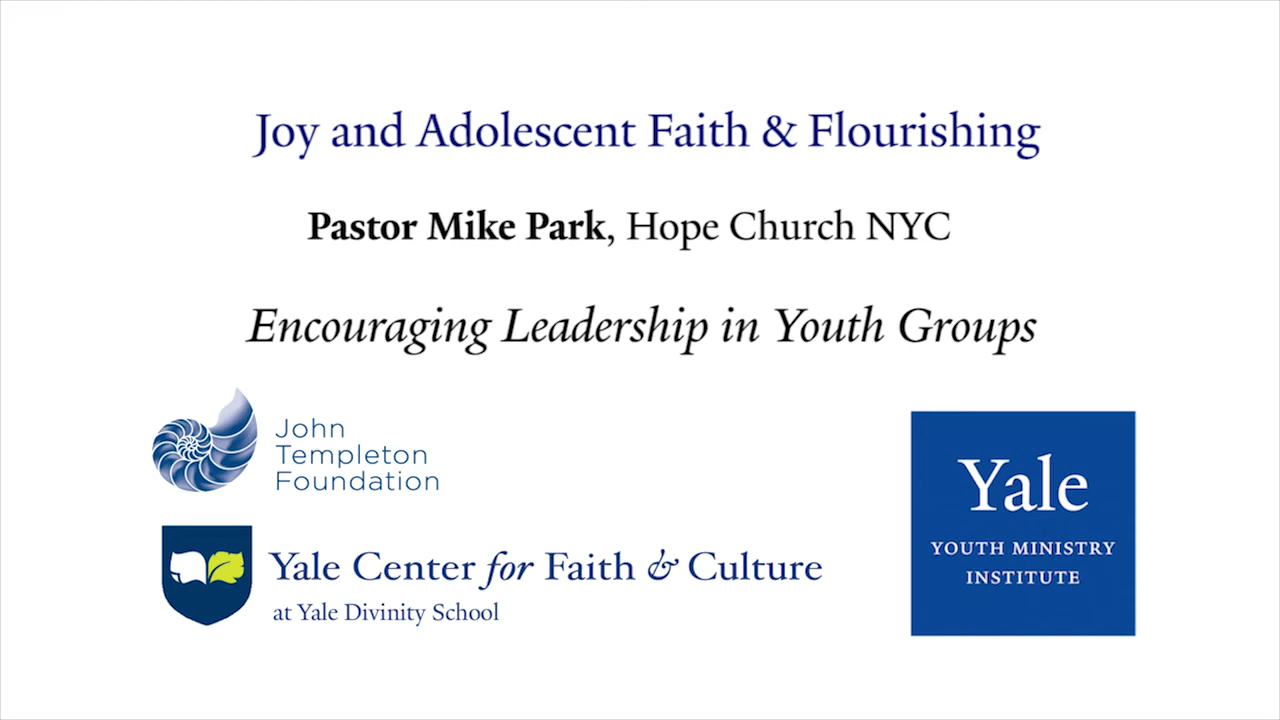 Joy and Adolescent Faith & Flourishing
Pastor Mike Park, Hope Church NYC
Encouraging Leadership in Youth Groups
John
Templeton
Foundation
Yale Center for Faith & Culture
at Yale Divinity School
Yale
YOUTH MINISTRY
INSTITUTE